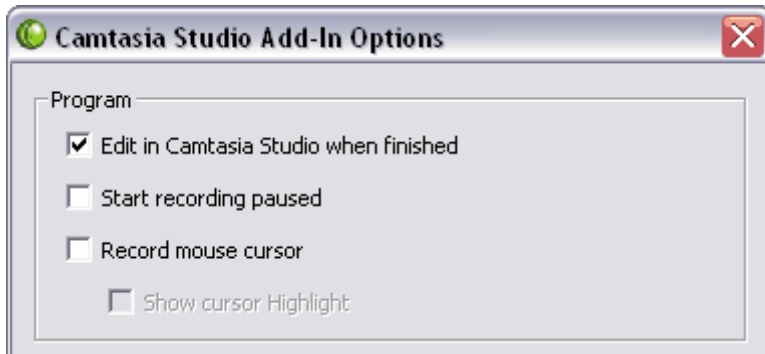 Camtasia Studio Add-In Options
Program
Edit in Camtasia Studio when finished
Start recording paused
Record mouse cursor
Show cursor Highlight